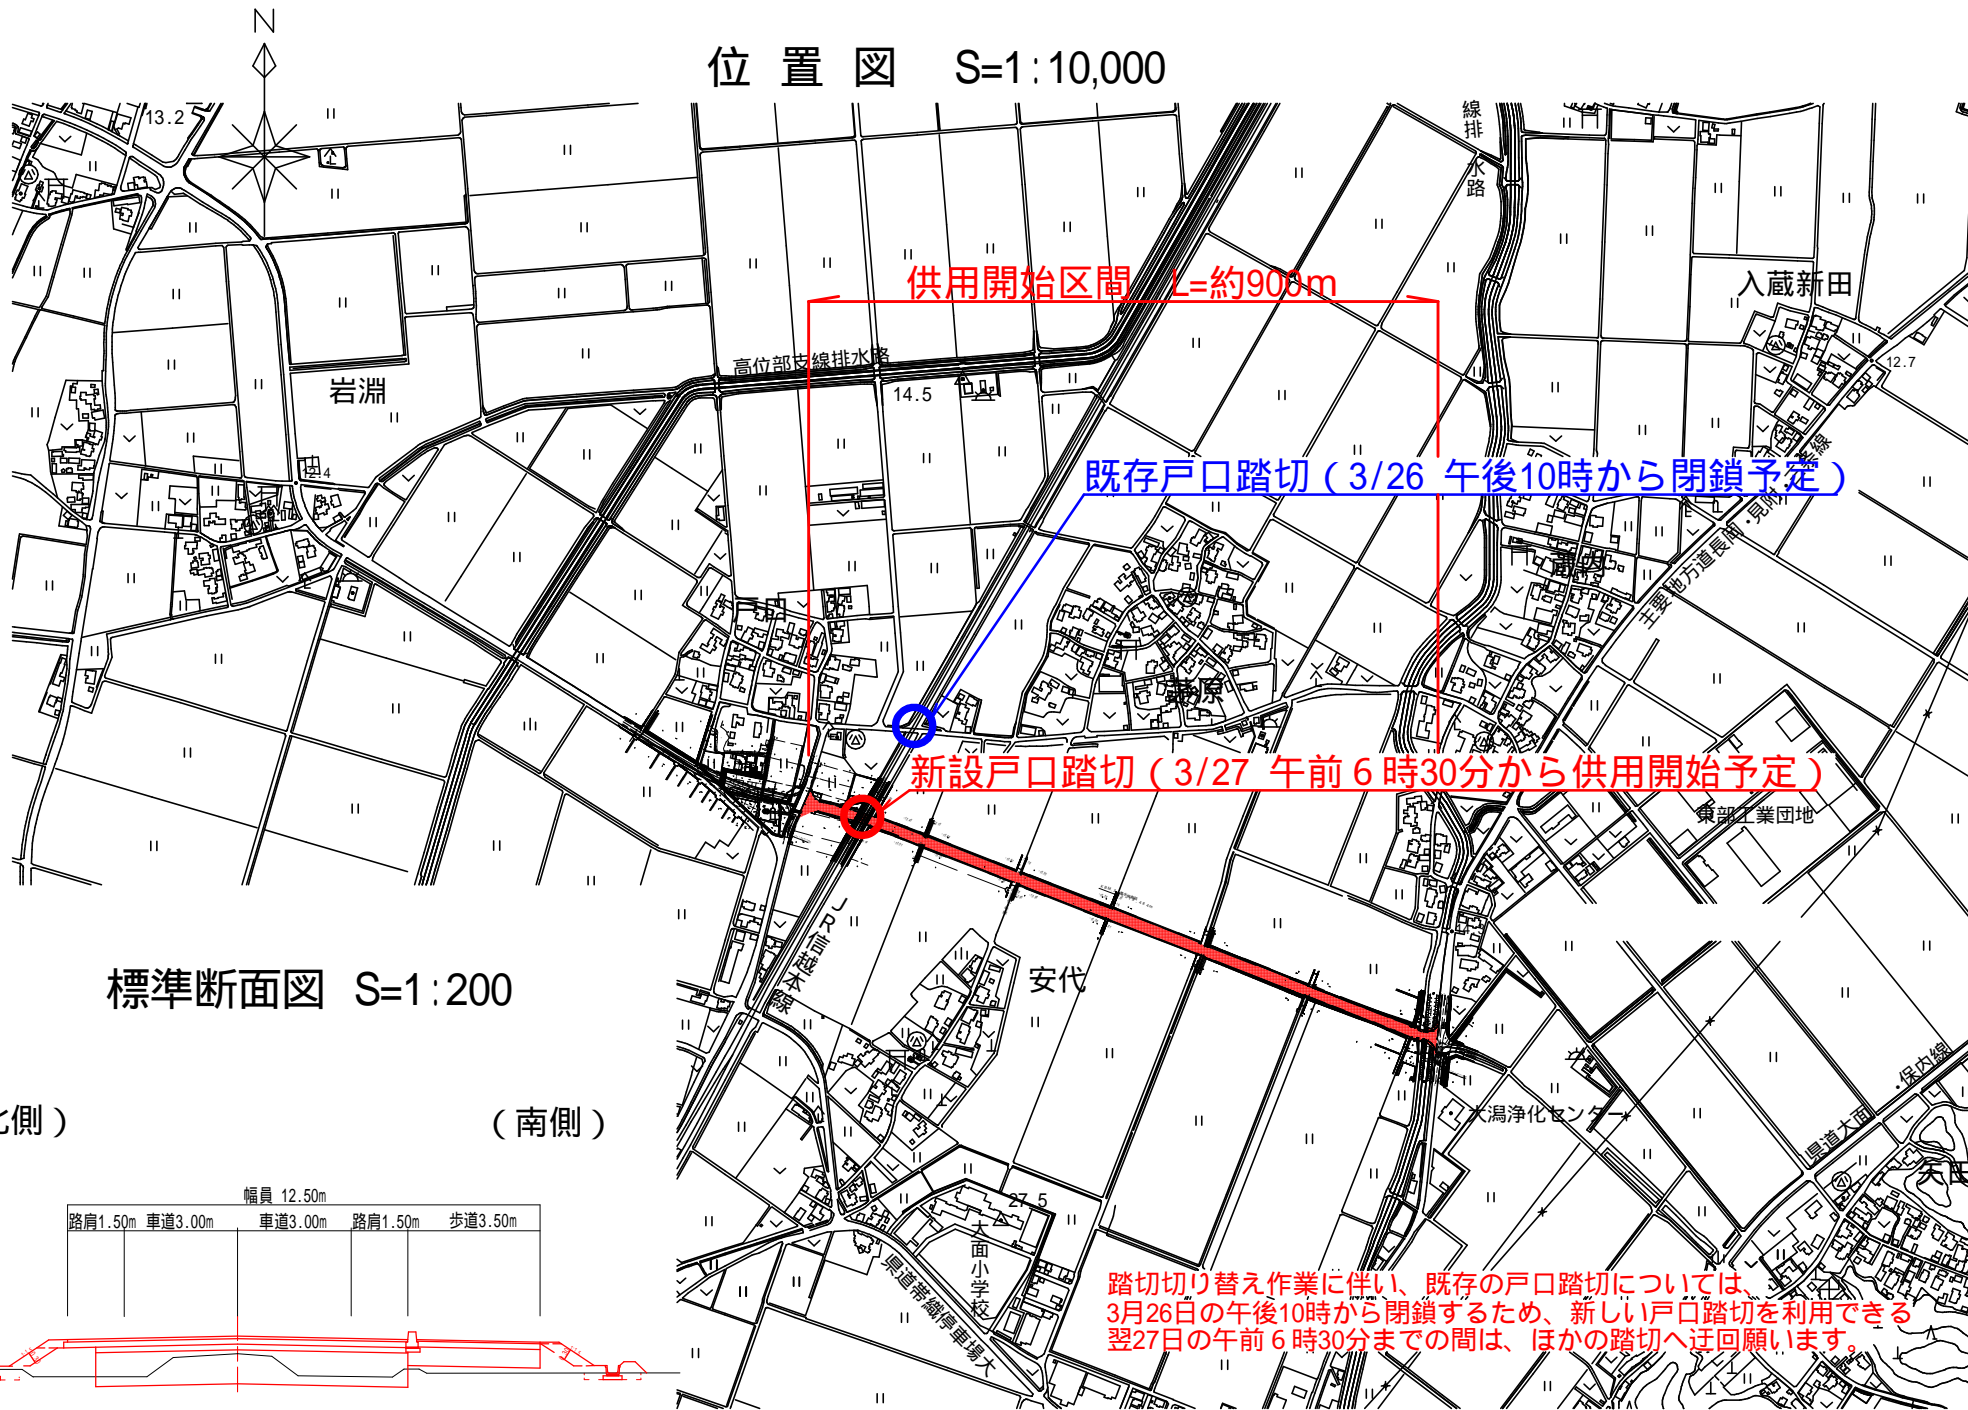 N
位置図 S=1:10,000
13.2
線排
水路
供用開始区間 L=約900m
入蔵新田
高位部支線排水路
12.7
岩淵
14.5
既存戸口踏切（3/26 午後10時から閉鎖予定）
12.4
主要地方道長岡・見附・三条線
蔵内
戸口
茅原
新設戸口踏切（3/27 午前６時30分から供用開始予定）
東部工業団地
JR信越本線
安代
標準断面図 S=1:200
・保内線
大潟浄化センター
県道大面
北側）
（南側）
矢田
27.5
大面小学校
県道帯織停車場大
幅員 12.50m
路肩1.50m 車道3.00m 車道3.00m 路肩1.50m 歩道3.50m
踏切切り替え作業に伴い、既存の戸口踏切については、
3月26日の午後10時から閉鎖するため、新しい戸口踏切を利用できる
翌27日の午前６時30分までの間は、ほかの踏切へ迂回願います。